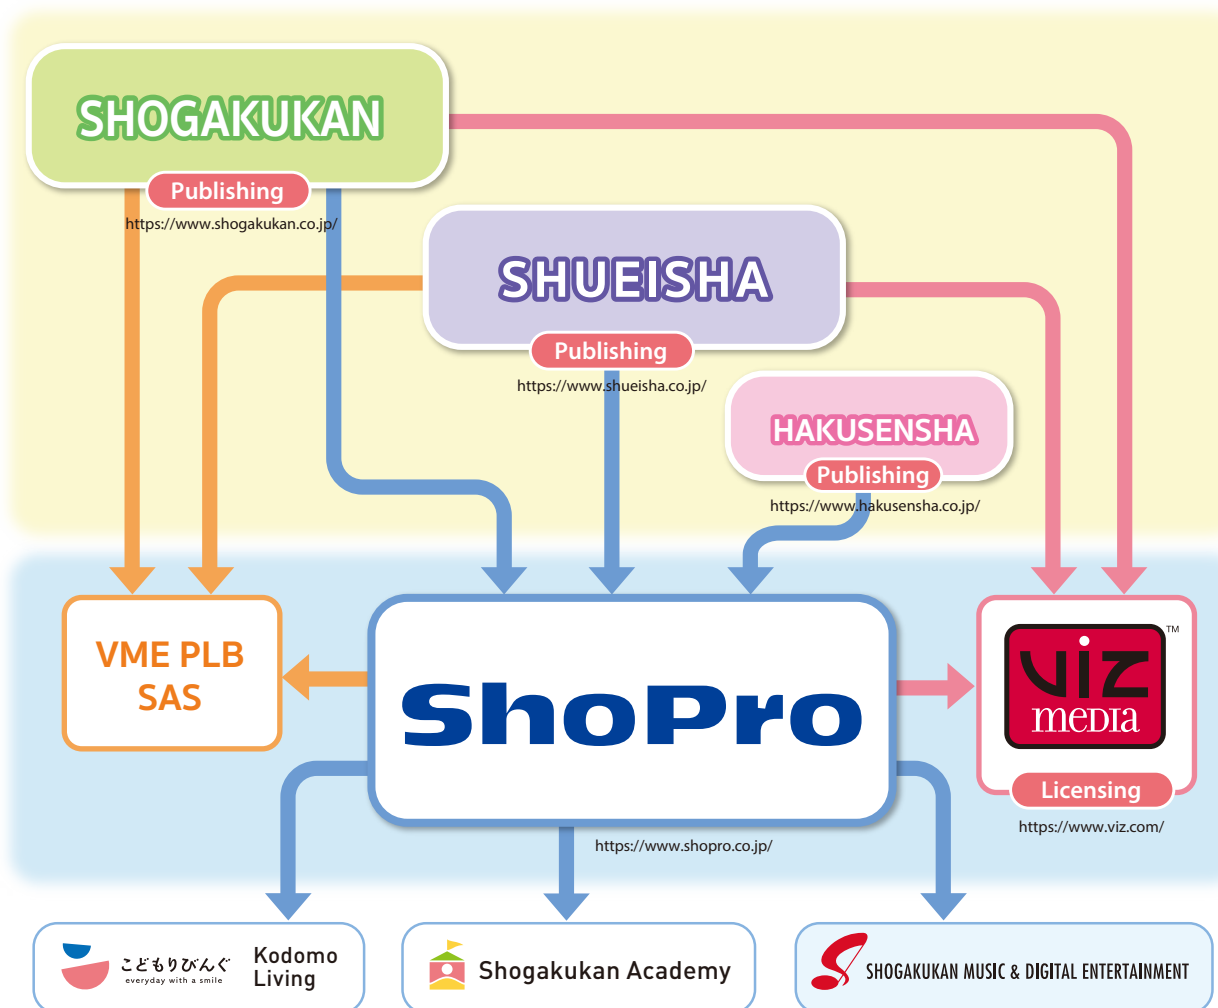 SHOGAKUKAN
Publishing
https://www.shogakukan.co.jp/
SHUEISHA
Publishing
https://www.shueisha.co.jp/
HAKUSENSHA
Publishing
https://www.hakusensha.co.jp/
VME PLB
SAS
ShoPro
https://www.shopro.co.jp/
viz
media
TM
Licensing
https://www.viz.com/
こどもりびんぐ
everyday with a smile
Kodomo
Living
Shogakukan Academy
SHOGAKUKAN MUSIC & DIGITAL ENTERTAINMENT